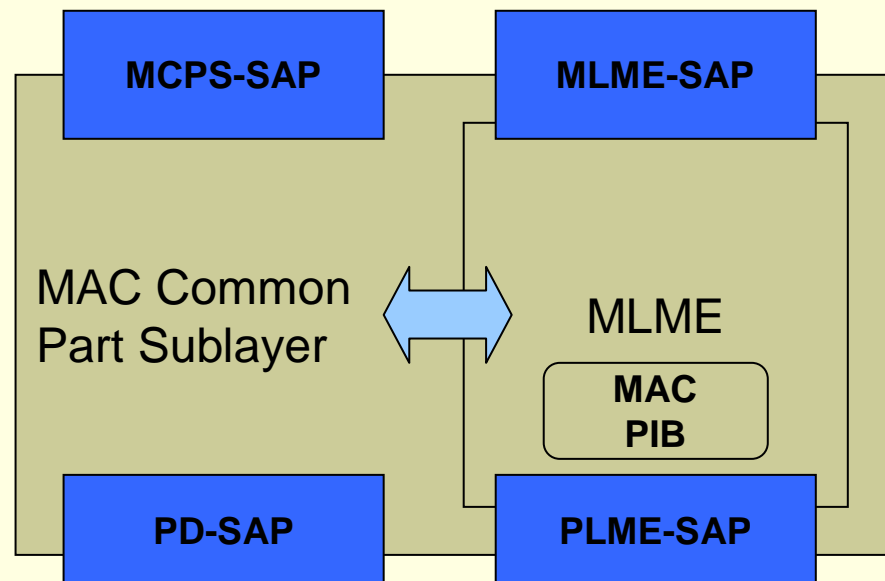 MCPS-SAP
MLME-SAP
MAC Common
Part Sublayer
MLME
MAC
PIB
PD-SAP
PLME-SAP